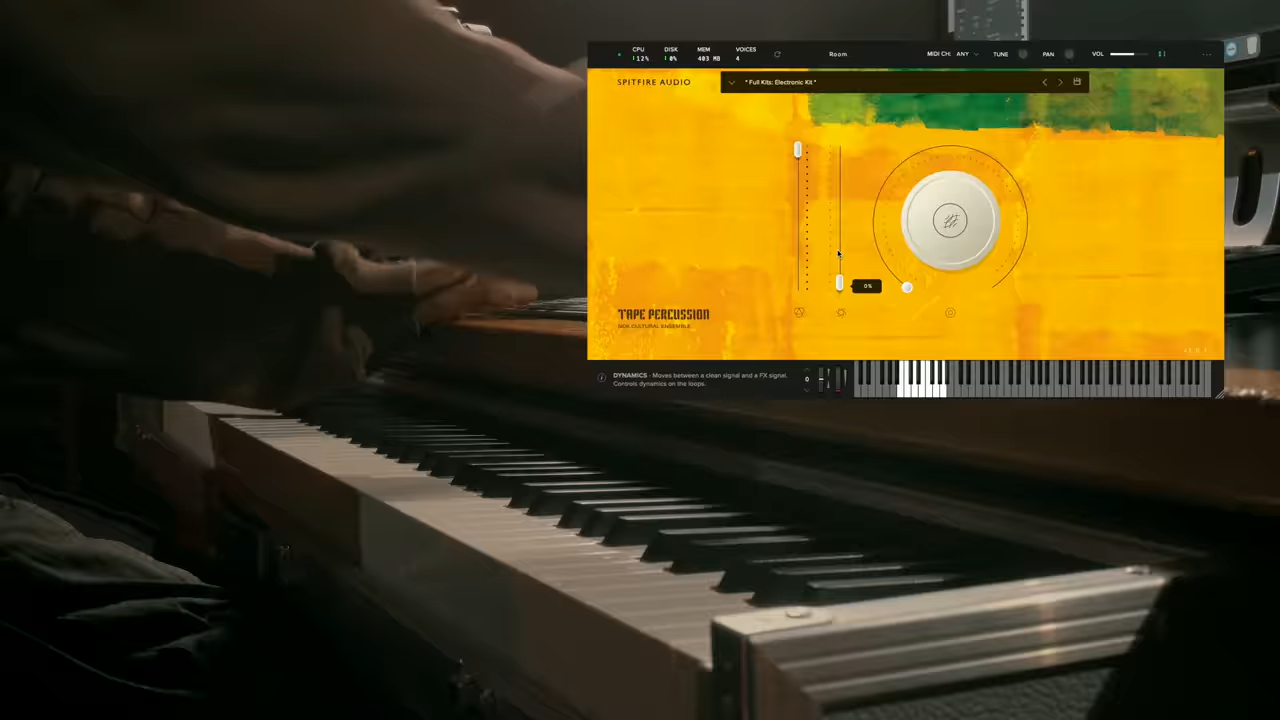 CPU DISK MEM VOICES
12% 0% 403 MB 4
Room
MIDI CH: ANY TUNE PAN VOL
SPITFIRE AUDIO
* Full Kits: Electronic Kit *
0%
TAPE PERCUSSION
DYNAMICS - Moves between a clean signal and a FX signal.
Controls dynamics on the loops.
0